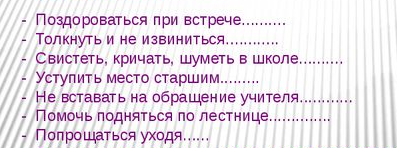 - Поздороваться при встрече..........
- Толкнуть и не извиниться............
- Свистеть, кричать, шуметь в школе..........
- Уступить место старшим.........
- Не вставать на обращение учителя............
- Помочь подняться по лестнице..............
- Попрощаться уходя......